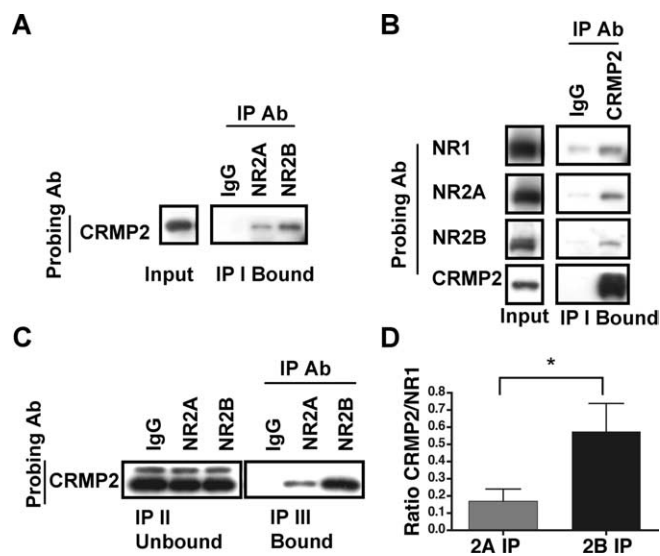 A
IP Ab
IgG
NR2A
NR2B
Probing Ab
CRMP2
Input
IP I Bound
B
IP Ab
IgG
CRMP2
Probing Ab
NR1
NR2A
NR2B
CRMP2
Input
IP I Bound
C
IP Ab
IgG
NR2A
NR2B
IgG
NR2A
NR2B
Probing Ab
CRMP2
IP II
Unbound
IP III
Bound
D
*
Ratio CRMP2/NR1
0.8
0.7
0.6
0.5
0.4
0.3
0.2
0.1
0.0
2A IP
2B IP